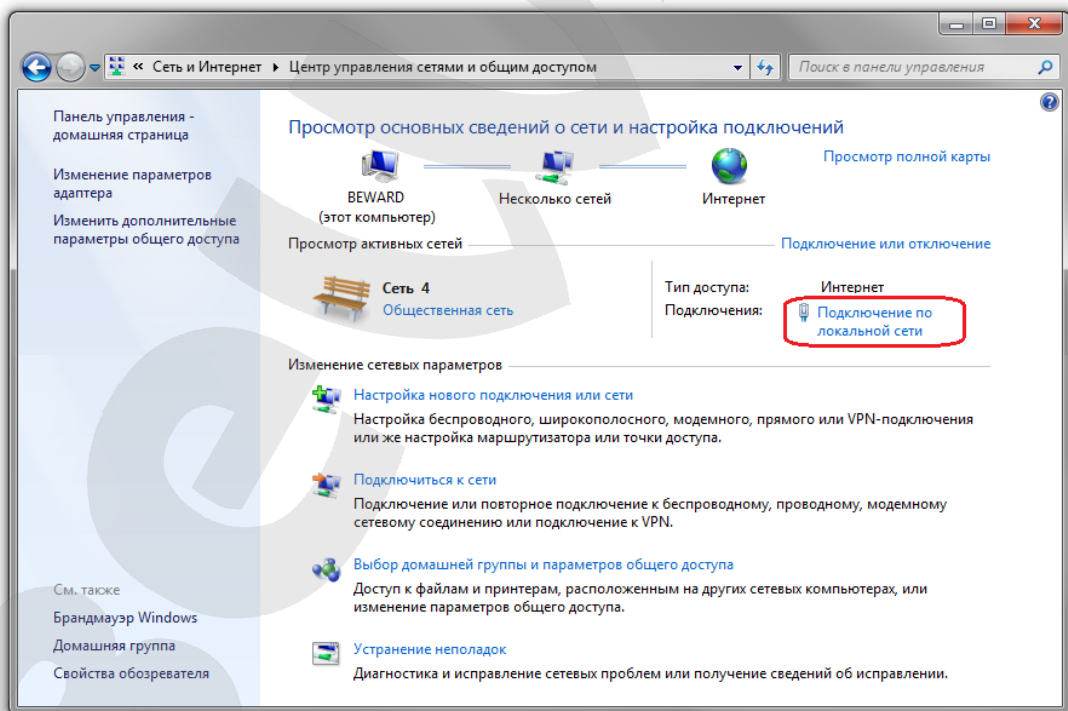 « Сеть и Интернет ▸ Центр управления сетями и общим доступом
Поиск в панели управления
Панель управления -
домашняя страница
Изменение параметров
адаптера
Изменить дополнительные
параметры общего доступа
См. также
Брандмауэр Windows
Домашняя группа
Свойства обозревателя
Просмотр основных сведений о сети и настройка подключений
Просмотр полной карты
BEWARD
(этот компьютер)
Несколько сетей
Интернет
Просмотр активных сетей
Подключение или отключение
Сеть 4
Общественная сеть
Тип доступа: Интернет
Подключения: Подключение по
локальной сети
Изменение сетевых параметров
Настройка нового подключения или сети
Настройка беспроводного, широкополосного, модемного, прямого или VPN-подключения
или же настройка маршрутизатора или точки доступа.
Подключиться к сети
Подключение или повторное подключение к беспроводному, проводному, модемному
сетевому соединению или подключение к VPN.
Выбор домашней группы и параметров общего доступа
Доступ к файлам и принтерам, расположенным на других сетевых компьютерах, или
изменение параметров общего доступа.
Устранение неполадок
Диагностика и исправление сетевых проблем или получение сведений об исправлении.